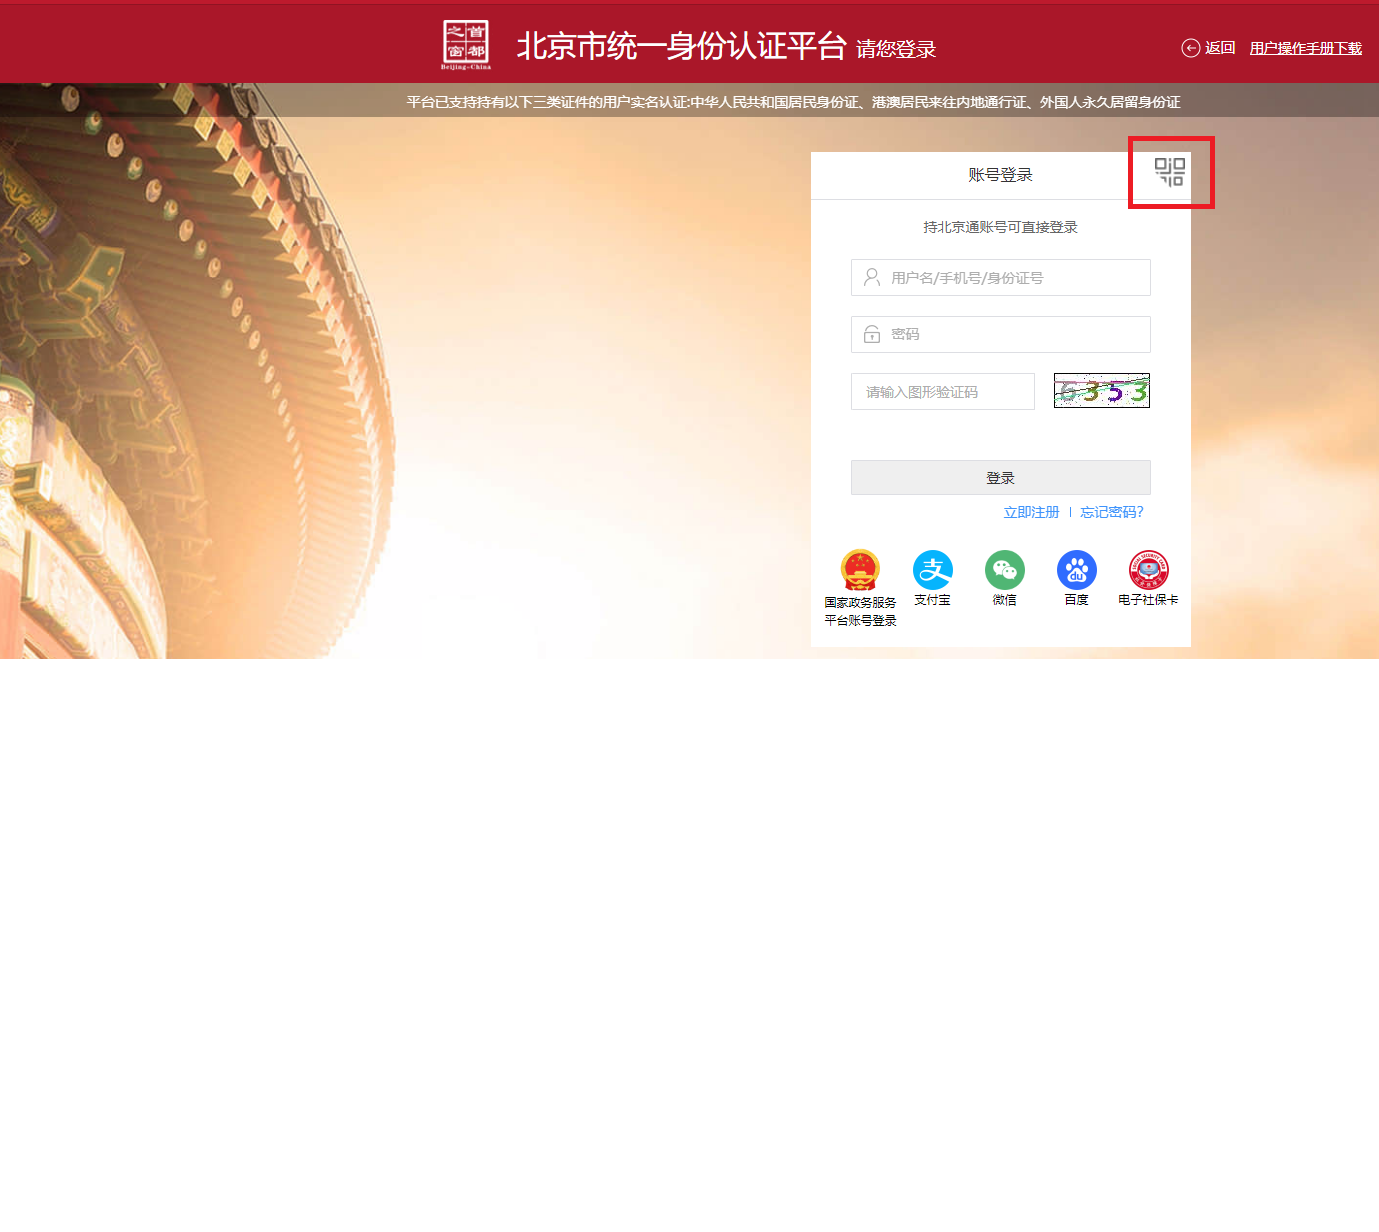 首都之窗
Beijing-China
北京市统一身份认证平台 请您登录
返回 用户操作手册下载
平台已支持持有以下三类证件的用户实名认证:中华人民共和国居民身份证、港澳居民来往内地通行证、外国人永久居留身份证
账号登录
持北京通账号可直接登录
用户名/手机号/身份证号
密码
请输入图形验证码 6353
登录
立即注册 | 忘记密码?
国家政务服务平台账号登录
支付宝
微信
du
百度
电子社保卡